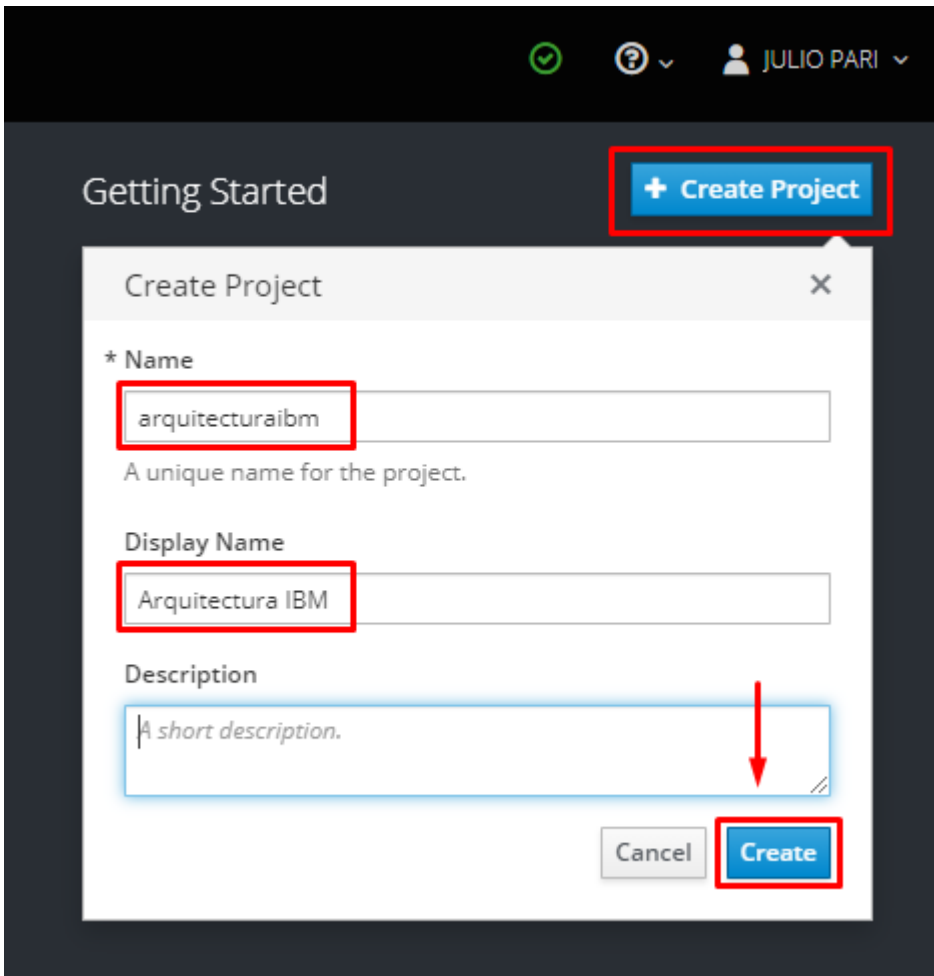 JULIO PARI
Getting Started
+ Create Project
Create Project
* Name
arquitecturaibm
A unique name for the project.
Display Name
Arquitectura IBM
Description
A short description.
Cancel
Create